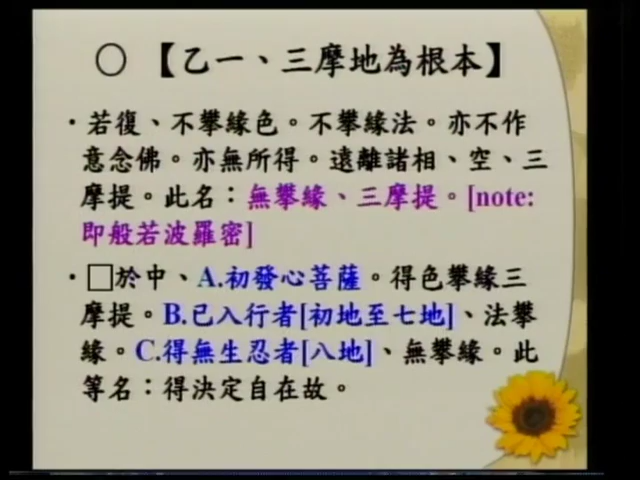 ○ 【乙一、三摩地為根本】
• 若復、不攀緣色。不攀緣法。亦不作
意念佛。亦無所得。遠離諸相、空、三
摩提。此名：無攀緣、三摩提。[note:
即般若波羅密]
• □於中、A.初發心菩薩。得色攀緣三
摩提。B.已入行者[初地至七地]、法攀
緣。C.得無生忍者[八地]、無攀緣。此
等名：得決定自在故。